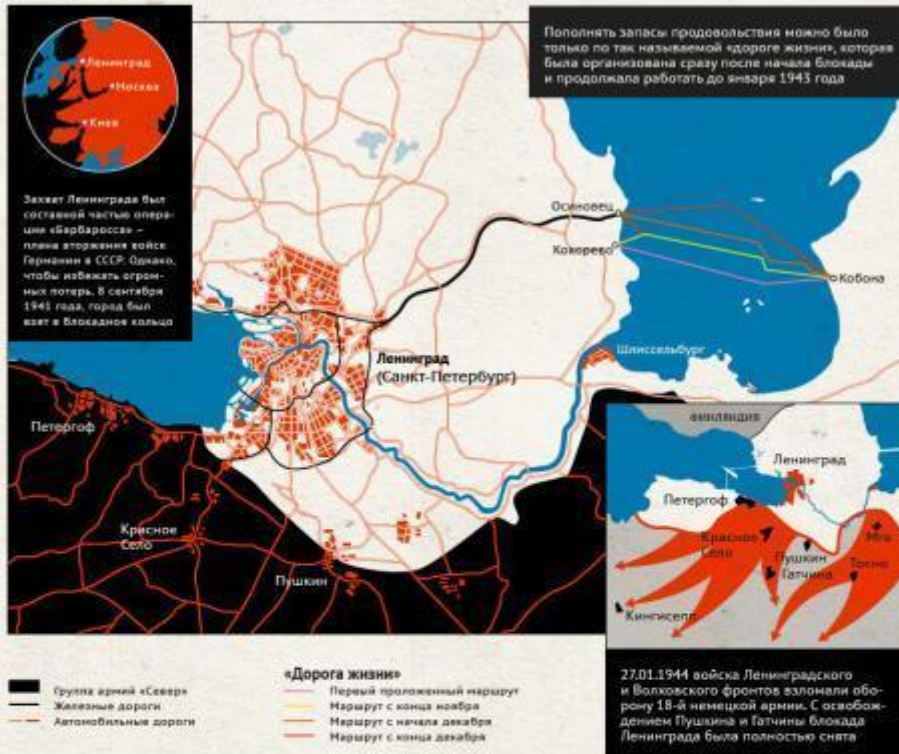 Ленинград
Москва
Киев
Захват Ленинграда был
составной частью опера-
ции «Барбаросса» –
плана вторжения войск
Германии в СССР. Однако,
чтобы избежать огром-
ных потерь, 8 сентября
1941 года, город был
взят в блокадное кольцо
Пополнять запасы продовольствия можно было
только по так называемой «дороге жизни», которая
была организована сразу после начала блокады
и продолжала работать до января 1943 года
Осиновец
Кокорево
Кобона
Шлиссельбург
Ленинград
(Санкт-Петербург)
Петергоф
Красное
Село
Пушкин
ФИНЛЯНДИЯ
Ленинград
Петергоф
Красное
Село
Пушкин
Гатчина
Мга
Тосно
Кингисепп
27.01.1944 войска Ленинградского
и Волховского фронтов взломали обо-
рону 18-й немецкой армии. С освобож-
дением Пушкина и Гатчины блокада
Ленинграда была полностью снята
Группа армий «Север»
Железные дороги
Автомобильные дороги
«Дорога жизни»
Первый проложенный маршрут
Маршрут с конца ноября
Маршрут с начала декабря
Маршрут с конца декабря